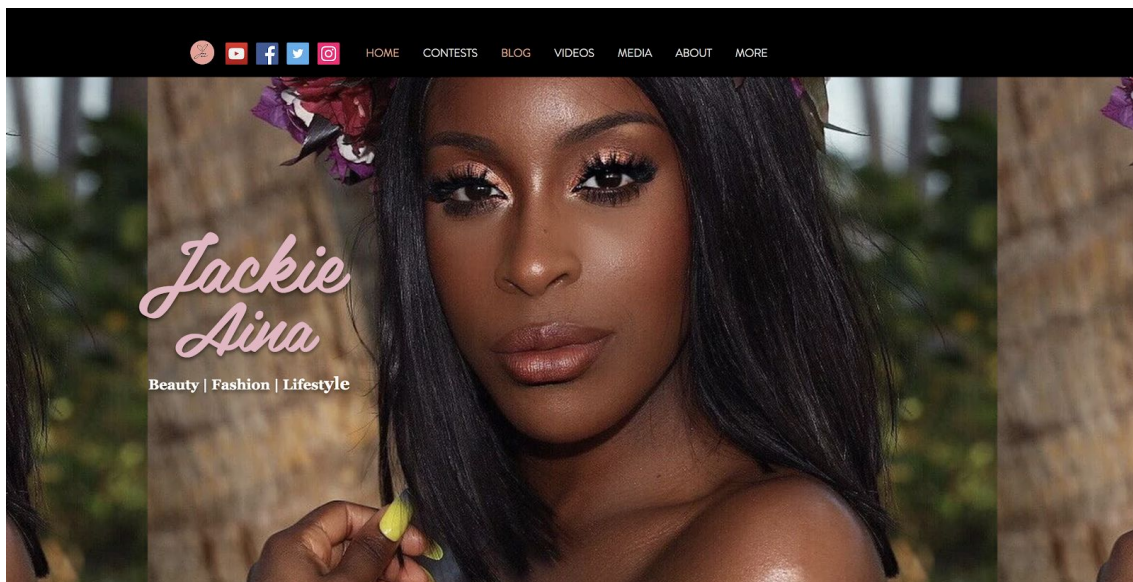 HOME CONTESTS BLOG VIDEOS MEDIA ABOUT MORE
Jackie
Aina
Beauty | Fashion | Lifestyle